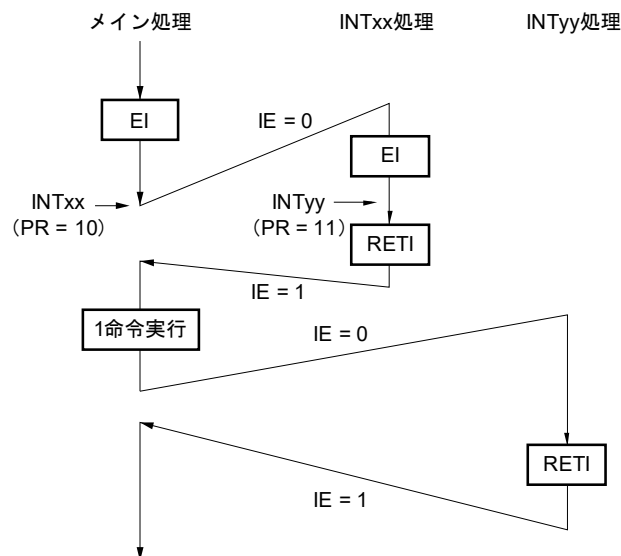 メイン処理 INTxx処理 INTyy処理
EI
IE = 0
EI
INTxx
(PR = 10)
INTyy
(PR = 11)
RETI
IE = 1
1命令実行
IE = 0
RETI
IE = 1